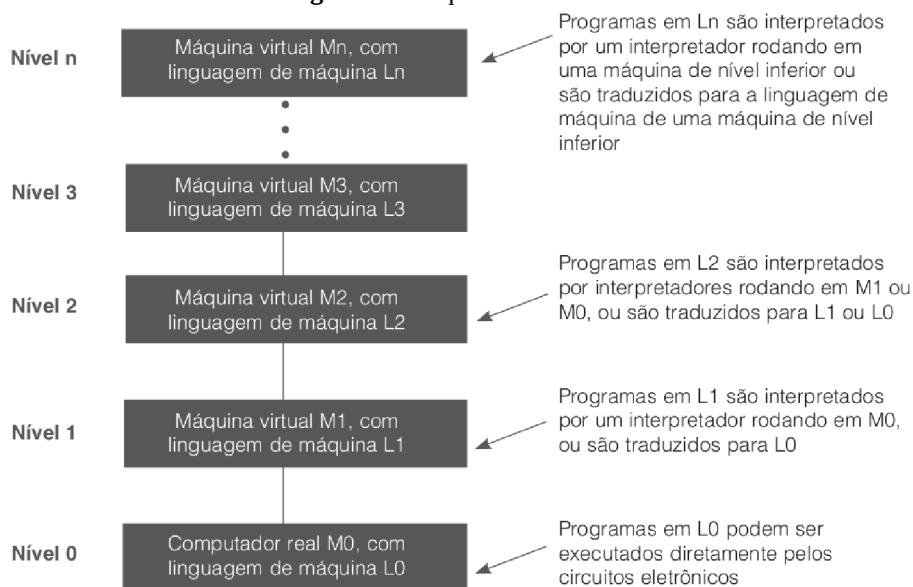 Nível n
Máquina virtual Mn, com
linguagem de máquina Ln
Programas em Ln são interpretados
por um interpretador rodando em
uma máquina de nível inferior ou
são traduzidos para a linguagem de
máquina de uma máquina de nível
inferior
Nível 3
Máquina virtual M3, com
linguagem de máquina L3
Nível 2
Máquina virtual M2, com
linguagem de máquina L2
Programas em L2 são interpretados
por interpretadores rodando em M1 ou
M0, ou são traduzidos para L1 ou L0
Nível 1
Máquina virtual M1, com
linguagem de máquina L1
Programas em L1 são interpretados
por um interpretador rodando em M0,
ou são traduzidos para L0
Nível 0
Computador real M0, com
linguagem de máquina L0
Programas em L0 podem ser
executados diretamente pelos
circuitos eletrônicos